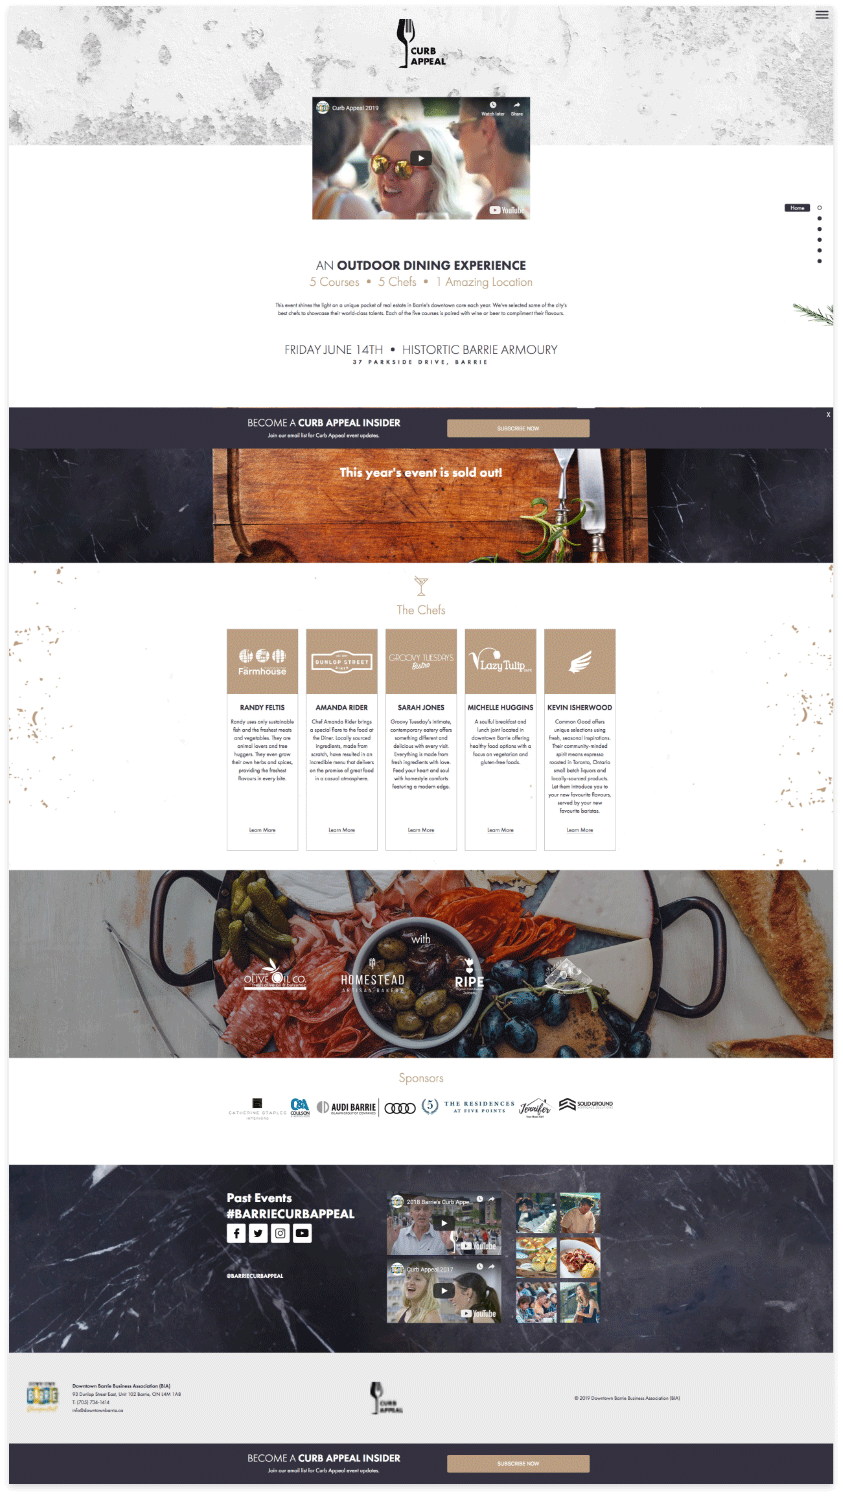 CURB
APPEAL
Curb Appeal 2019
Watch later
Share
YouTube
Home
AN OUTDOOR DINING EXPERIENCE
5 Courses • 5 Chefs • 1 Amazing Location
This event shines the light on a unique pocket of real estate in Barrie's downtown core each year. We've selected some of the city's
best chefs to showcase their world-class talents. Each of the five courses is paired with wine or beer to compliment their flavours.
FRIDAY JUNE 14TH • HISTORTIC BARRIE ARMOURY
37 PARKSIDE DRIVE, BARRIE
X
BECOME A CURB APPEAL INSIDER
Join our email list for Curb Appeal event updates.
SUBSCRIBE NOW
This year's event is sold out!
The Chefs
Farmhouse
DUNLOP STREET
DINER
GROOVY TUESDAYS
Bistro
Lazy Tulip
RANDY FELTIS
Randy uses only sustainable
fish and the freshest meats
and vegetables. They are
animal lovers and tree
huggers. They even grow
their own herbs and spices,
providing the freshest
flavours in every bite.
Learn More
AMANDA RIDER
Chef Amanda Rider brings
a special flare to the food at
the Diner. Locally sourced
ingredients, made from
scratch, have resulted in an
incredible menu that delivers
on the promise of great food
in a casual atmosphere.
Learn More
SARAH JONES
Groovy Tuesday's intimate,
contemporary eatery offers
something different and
delicious with every visit.
Everything is made from
fresh ingredients with love.
Feed your heart and soul
with homestyle comforts
featuring a modern edge.
Learn More
MICHELLE HUGGINS
A soulful breakfast and
lunch joint located in
downtown Barrie offering
healthy food options with a
focus on vegetation and
gluten-free foods.
Learn More
KEVIN ISHERWOOD
Common Good offers
unique selections using
fresh, seasonal inspirations.
Their community-minded
spirit means espresso
roasted in Toronto, Ontario
small batch liquors and
locally-sourced products.
Let them introduce you to
your new favourite flavours,
served by your new
favourite baristas.
Learn More
with
OLIVE OIL CO.
HOMESTEAD
ARTISAN BAKERY
RIPE
Sponsors
CATHERINE STAPLES
INTERIORS
COULSON
AUDI BARRIE
5
THE RESIDENCES
AT FIVE POINTS
Jennifer
SOLIDGROUND
Past Events
#BARRIECURBAPPEAL
@BARRIECURBAPPEAL
2018 Barrie's Curb Appe...
YouTube
Curb Appeal 2017
YouTube
BARRIE
Downtown Barrie Business Association (BIA)
93 Dunlop Street East, Unit 102 Barrie, ON L4M 1A8
T: (705) 734-1414
info@downtownbarrie.ca
CURB
APPEAL
© 2019 Downtown Barrie Business Association (BIA)
BECOME A CURB APPEAL INSIDER
Join our email list for Curb Appeal event updates.
SUBSCRIBE NOW